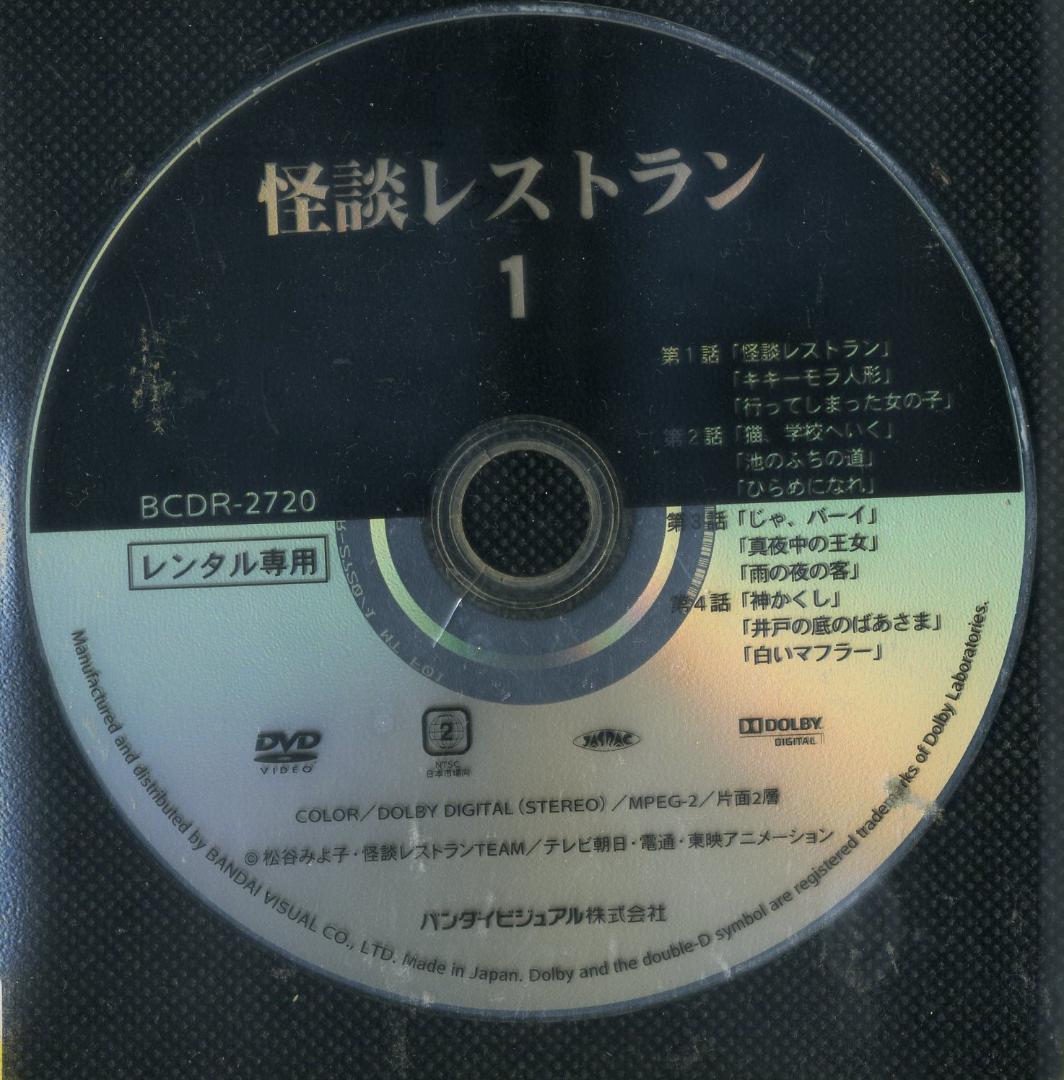 怪談レストラン
1
第1話「怪談レストラン」
「キキーモラ人形」
「行ってしまった女の子」
第2話「猫、学校へいく」
「池のふちの道」
「ひらめになれ」
第3話「じゃ、バーイ」
「真夜中の王女」
「雨の夜の客」
第4話「神かくし」
「井戸の底のばあさま」
「白いマフラー」
BCDR-2720
レンタル専用
DVD
VIDEO
2
NTSC
日本市場向
JASRAC
DOLBY
DIGITAL
COLOR／DOLBY DIGITAL（STEREO）／MPEG-2／片面2層
© 松谷みよ子・怪談レストランTEAM／テレビ朝日・電通・東映アニメーション
バンダイビジュアル株式会社
Manufactured and distributed by BANDAI VISUAL CO., LTD. Made in Japan. Dolby and the double-D symbol are registered trademarks of Dolby Laboratories.